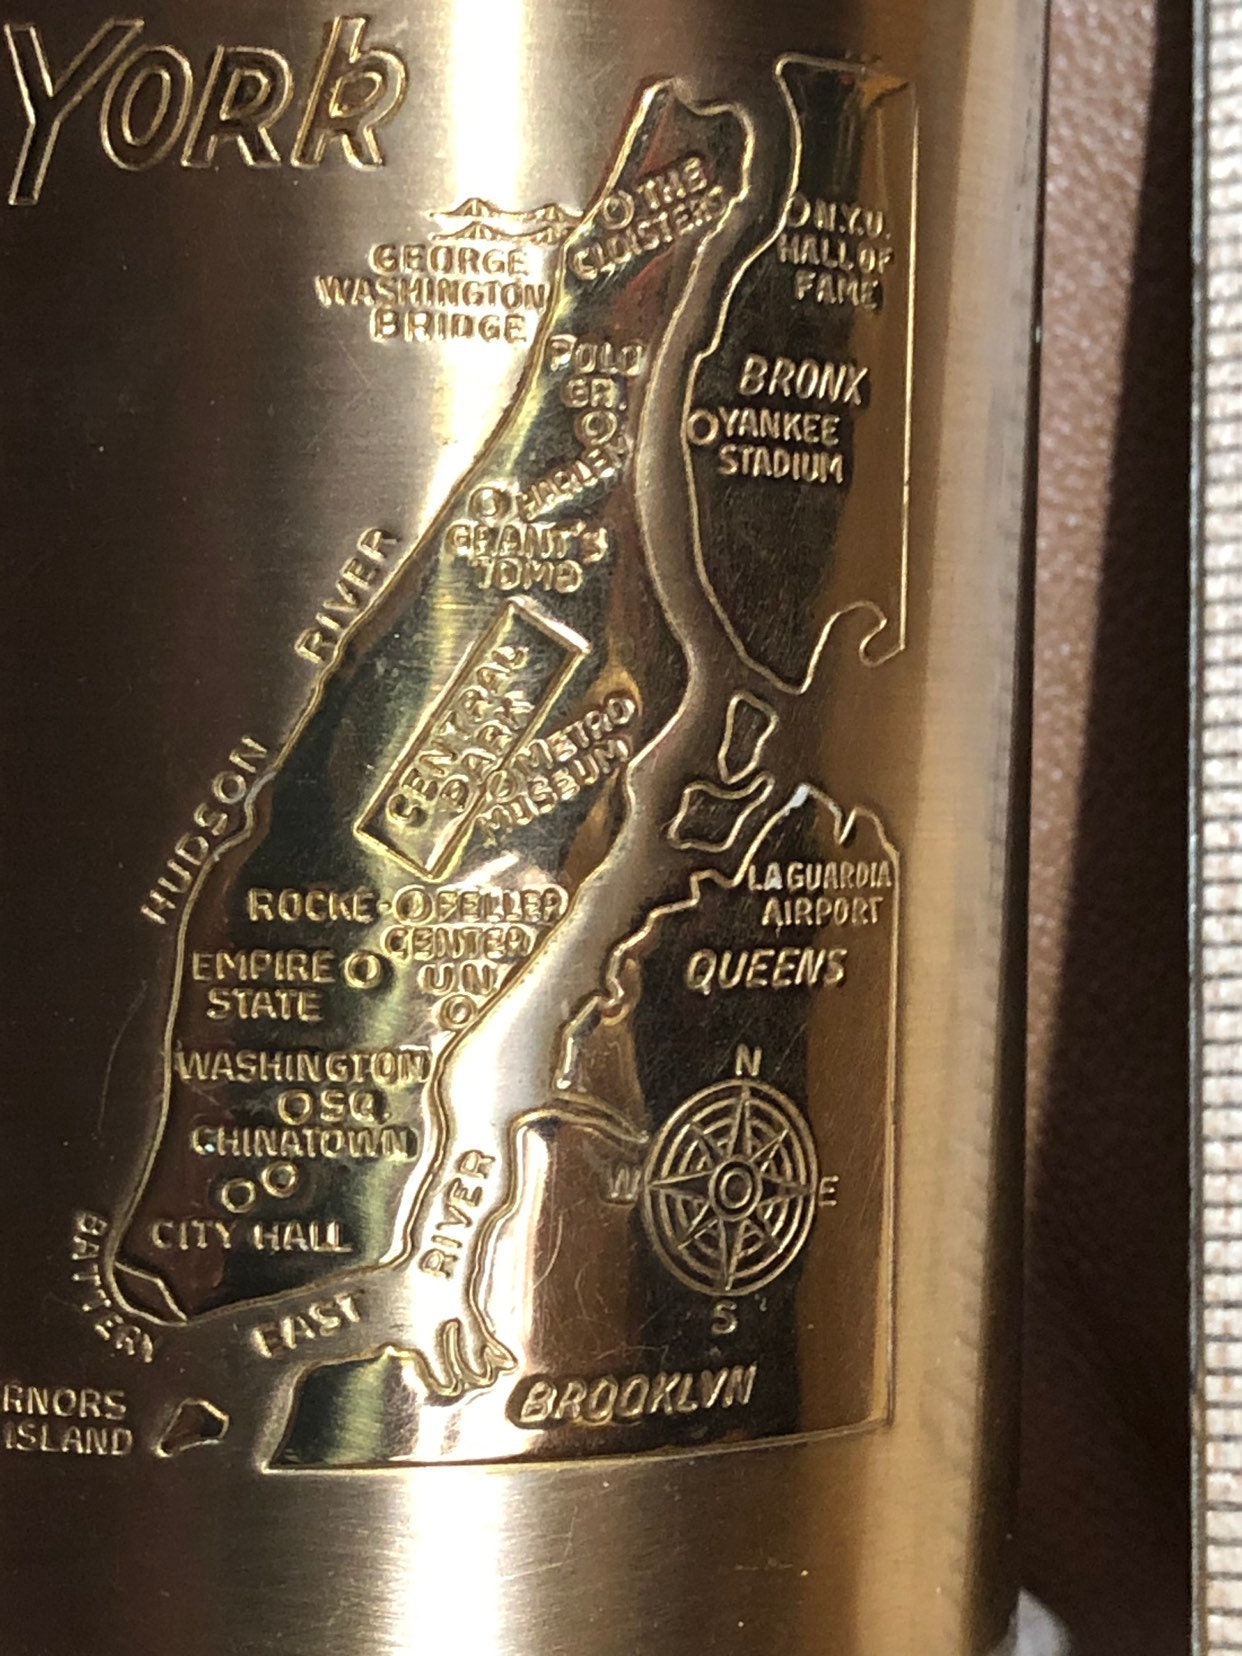 York
THE
CLOISTERS
N.Y.U.
HALL OF
FAME
GEORGE
WASHINGTON
BRIDGE
POLO
GR.
BRONX
YANKEE
STADIUM
HARLEM
GRANT'S
TOMB
HUDSON RIVER
CENTRAL
PARK
METRO
MUSEUM
LA GUARDIA
AIRPORT
ROCKE-FELLER
CENTER
EMPIRE
STATE
U.N.
QUEENS
WASHINGTON
SQ.
CHINATOWN
CITY HALL
N
W E
S
BATTERY
EAST RIVER
BROOKLYN
RNORS
ISLAND